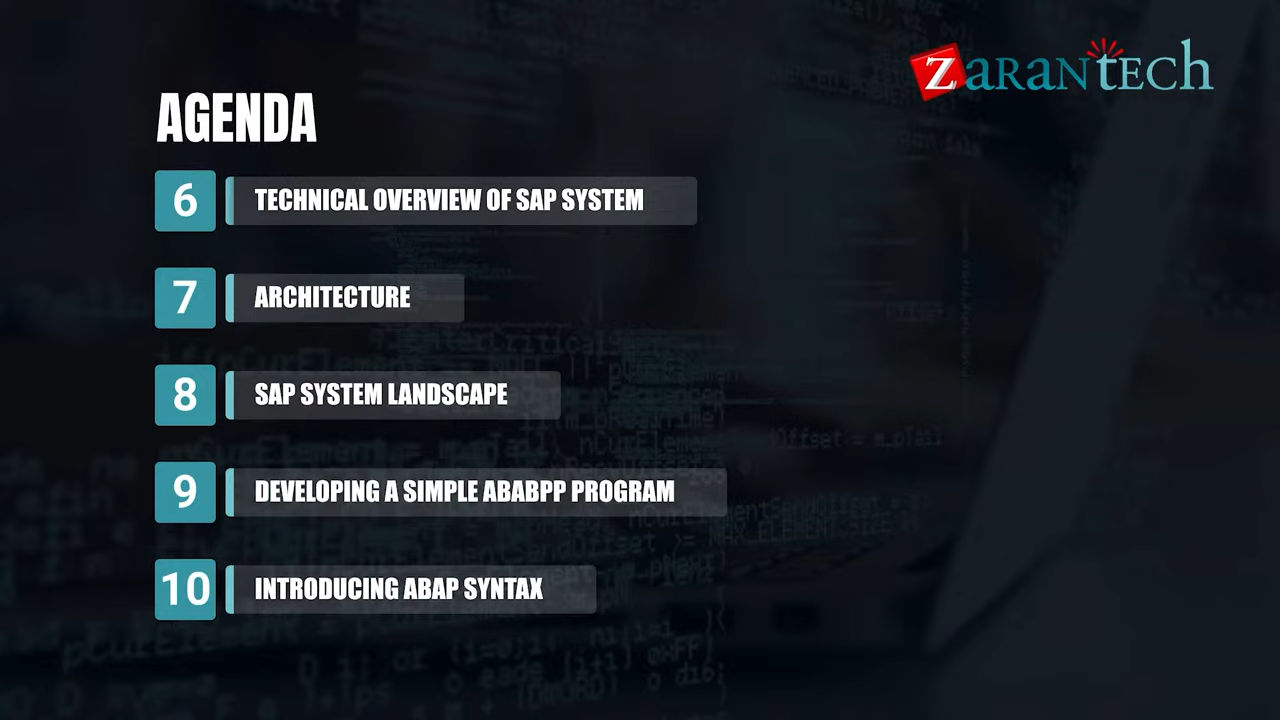 ZARANTECH
AGENDA
6 TECHNICAL OVERVIEW OF SAP SYSTEM
7 ARCHITECTURE
8 SAP SYSTEM LANDSCAPE
9 DEVELOPING A SIMPLE ABABPP PROGRAM
10 INTRODUCING ABAP SYNTAX